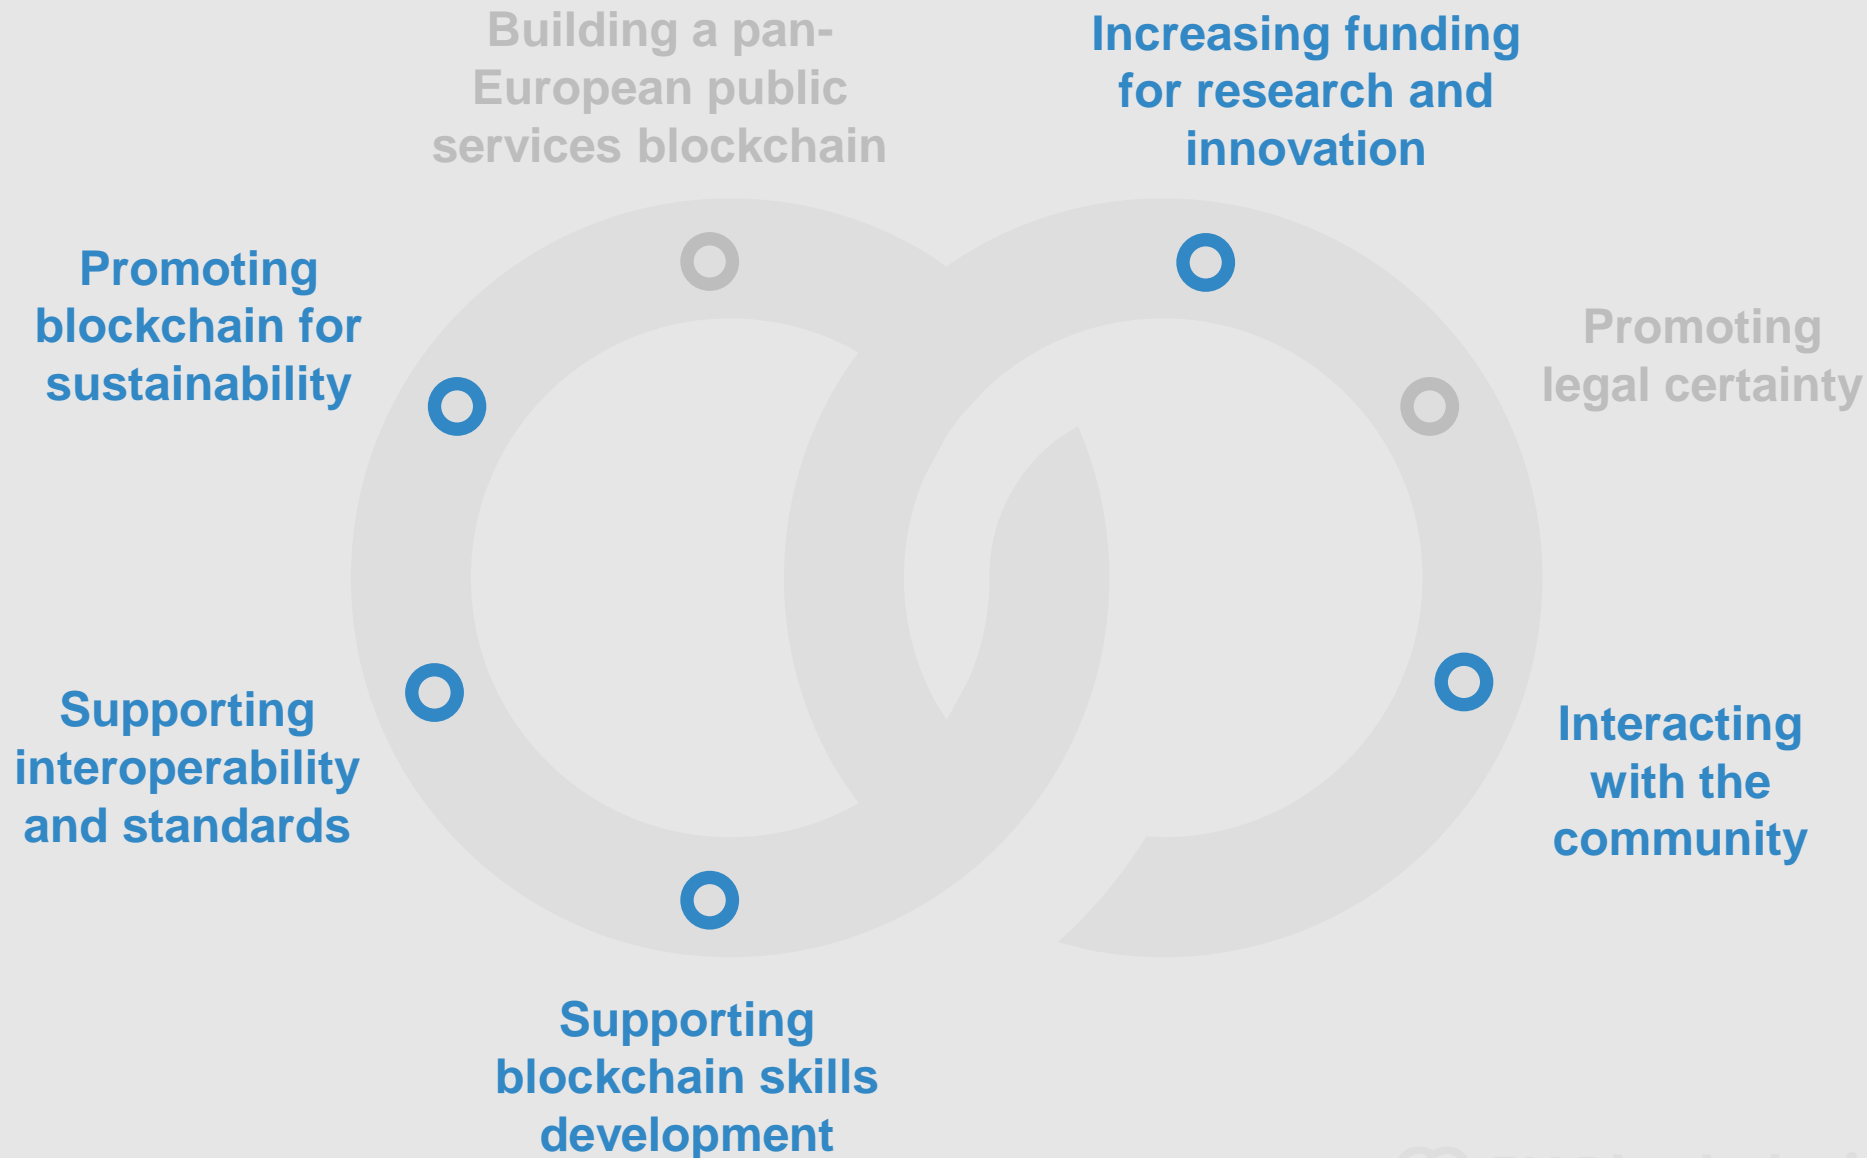 Building a pan-
European public
services blockchain
Increasing funding
for research and
innovation
Promoting
blockchain for
sustainability
Promoting
legal certainty
Supporting
interoperability
and standards
Interacting
with the
community
Supporting
blockchain skills
development